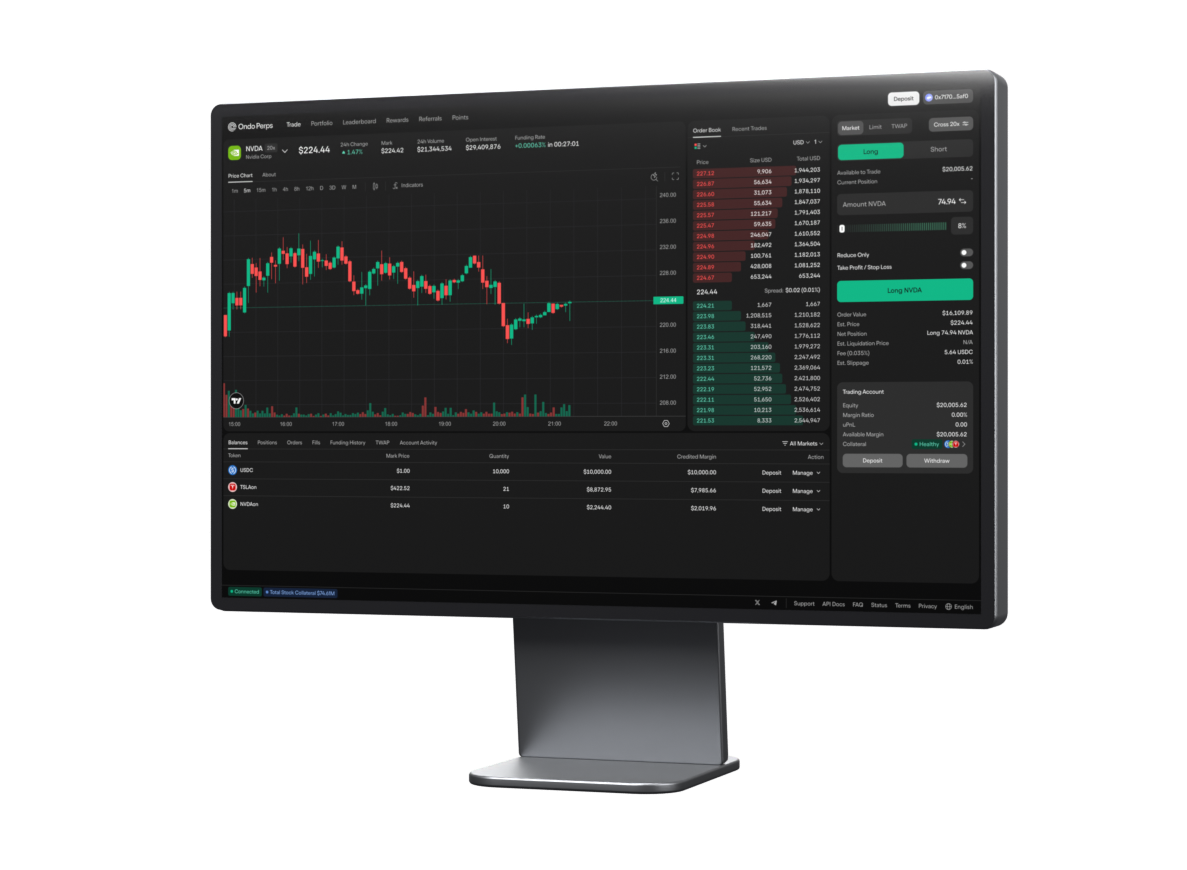 Deposit
0x7170...5af0
Ondo Perps
Trade
Portfolio
Leaderboard
Rewards
Referrals
Points
NVDA 20x
Nvidia Corp
$224.44
24h Change
1.47%
Mark
$224.42
24h Volume
$21,344,534
Open Interest
$29,409,876
Funding Rate
+0.00063% in 00:27:01
Price Chart
About
1m 5m 15m 1h 4h 8h 12h D 3D W M
Indicators
240.00
236.00
232.00
228.00
224.44
220.00
216.00
212.00
208.00
15:00 16:00 17:00 18:00 19:00 20:00 21:00 22:00
Order Book
Recent Trades
USD 1
Price Size USD Total USD
227.13 9,906 1,944,203
226.87 56,634 1,934,297
226.60 31,073 1,878,110
225.58 55,634 1,847,037
225.57 121,217 1,791,403
225.47 59,635 1,670,187
224.98 246,047 1,610,552
224.96 182,492 1,364,504
224.90 100,761 1,182,013
224.89 428,008 1,081,252
224.67 653,244 653,244
224.44 Spread: $0.02 (0.01%)
224.21 1,667 1,667
223.98 1,208,515 1,210,182
223.83 318,441 1,528,622
223.46 247,490 1,776,112
223.31 203,160 1,979,272
223.31 268,220 2,247,492
223.23 121,572 2,369,064
222.44 52,736 2,421,800
222.19 52,952 2,474,752
222.11 51,650 2,526,402
221.98 10,213 2,536,614
221.53 8,333 2,544,947
Market Limit TWAP
Cross 20x
Long Short
Available to Trade $20,005.62
Current Position -
Amount NVDA 74.94
8%
Reduce Only
Take Profit / Stop Loss
Long NVDA
Order Value $16,109.89
Est. Price $224.44
Net Position Long 74.94 NVDA
Est. Liquidation Price N/A
Fee (0.035%) 5.64 USDC
Est. Slippage 0.01%
Trading Account
Equity $20,005.62
Margin Ratio 0.00%
uPnL 0.00
Available Margin $20,005.62
Collateral Healthy
Deposit Withdraw
Balances Positions Orders Fills Funding History TWAP Account Activity
All Markets
Token Mark Price Quantity Value Credited Margin Action
USDC $1.00 10,000 $10,000.00 $10,000.00 Deposit Manage
TSLAon $422.52 21 $8,872.95 $7,985.66 Deposit Manage
NVDAon $224.44 10 $2,244.40 $2,019.96 Deposit Manage
Connected
Total Stock Collateral $74.61M
Support API Docs FAQ Status Terms Privacy English